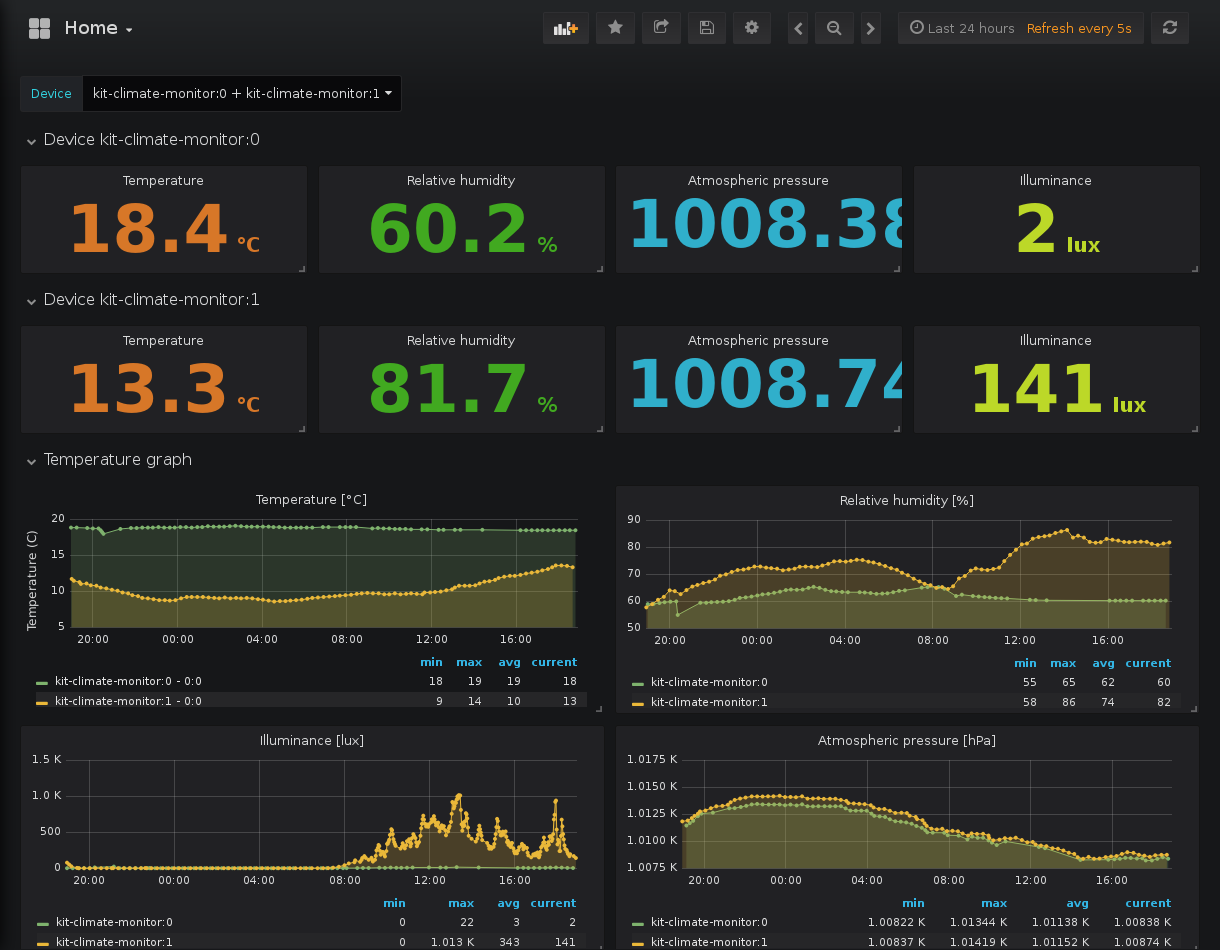 Home
Last 24 hours Refresh every 5s
Device kit-climate-monitor:0 + kit-climate-monitor:1
Device kit-climate-monitor:0
Temperature Relative humidity Atmospheric pressure Illuminance
18.4 °C 60.2 % 1008.38 2 lux
Device kit-climate-monitor:1
Temperature Relative humidity Atmospheric pressure Illuminance
13.3 °C 81.7 % 1008.74 141 lux
Temperature graph
Temperature [°C]
Temperature (C)
20
15
10
5
20:00 00:00 04:00 08:00 12:00 16:00
min max avg current
kit-climate-monitor:0 - 0:0 18 19 19 18
kit-climate-monitor:1 - 0:0 9 14 10 13
Relative humidity [%]
90
80
70
60
50
20:00 00:00 04:00 08:00 12:00 16:00
min max avg current
kit-climate-monitor:0 55 65 62 60
kit-climate-monitor:1 58 86 74 82
Illuminance [lux]
1.5 K
1.0 K
500
0
20:00 00:00 04:00 08:00 12:00 16:00
min max avg current
kit-climate-monitor:0 0 22 3 2
kit-climate-monitor:1 0 1.013 K 343 141
Atmospheric pressure [hPa]
1.0175 K
1.0150 K
1.0125 K
1.0100 K
1.0075 K
20:00 00:00 04:00 08:00 12:00 16:00
min max avg current
kit-climate-monitor:0 1.00822 K 1.01344 K 1.01138 K 1.00838 K
kit-climate-monitor:1 1.00837 K 1.01419 K 1.01152 K 1.00874 K